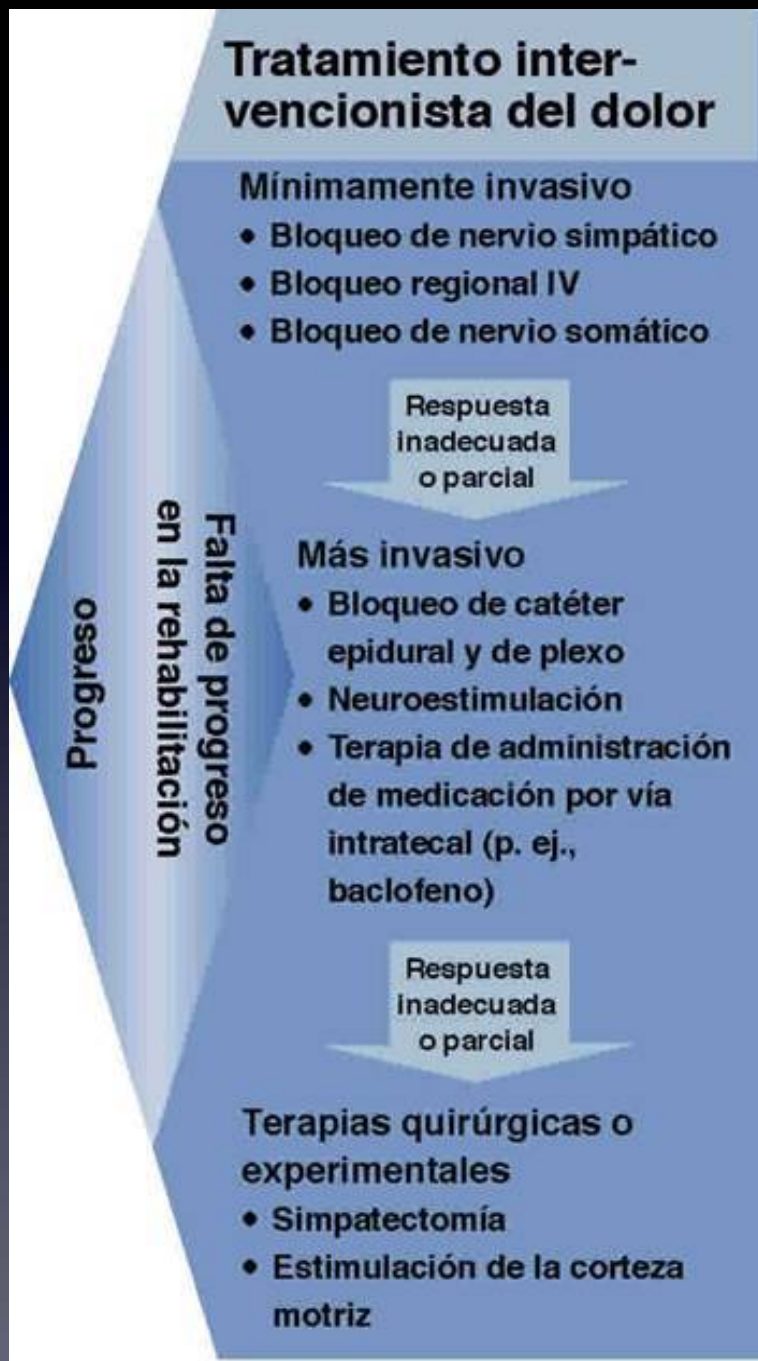 Tratamiento inter-
vencionista del dolor
Mínimamente invasivo
• Bloqueo de nervio simpático
• Bloqueo regional IV
• Bloqueo de nervio somático
Respuesta
inadecuada
o parcial
Progreso
Falta de progreso
en la rehabilitación
Más invasivo
• Bloqueo de catéter
epidural y de plexo
• Neuroestimulación
• Terapia de administración
de medicación por vía
intratecal (p. ej.,
baclofeno)
Respuesta
inadecuada
o parcial
Terapias quirúrgicas o
experimentales
• Simpatectomía
• Estimulación de la corteza
motriz